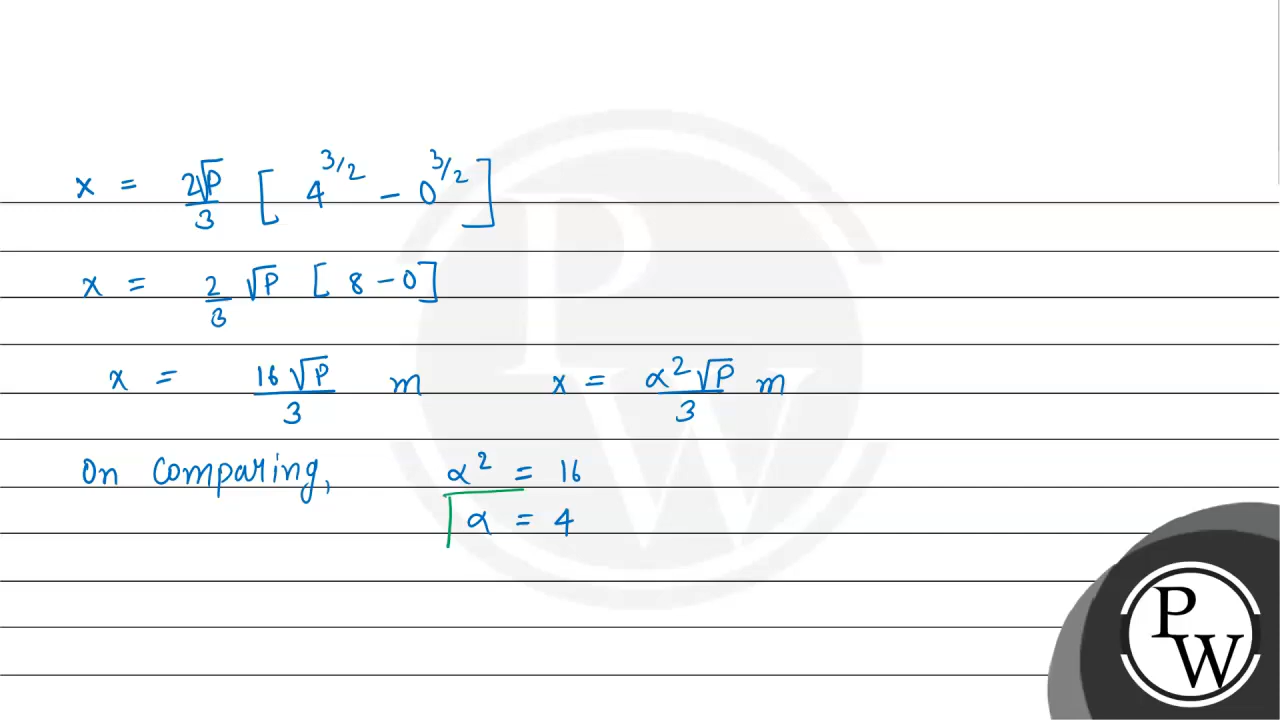 x = 2√P/3 [ 4^3/2 − 0^3/2 ]
x = 2/3 √P [ 8 − 0 ]
x = 16√P/3 m x = α²√P/3 m
On Comparing, α² = 16
α = 4
P
W
P
W